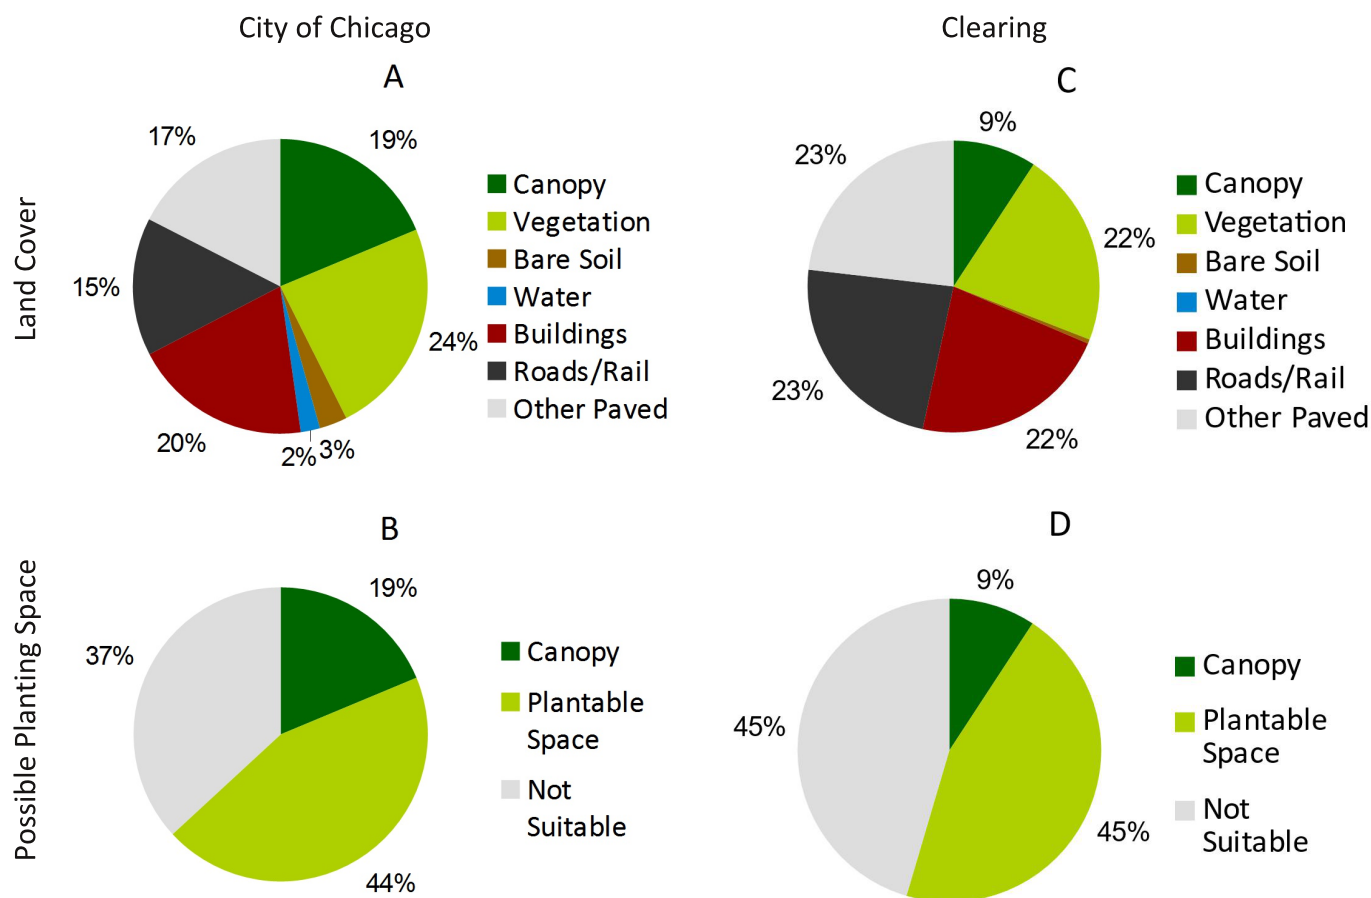 City of Chicago
Clearing
Land Cover
A
17%
19%
15%
24%
20%
2%
3%
Canopy
Vegetation
Bare Soil
Water
Buildings
Roads/Rail
Other Paved
C
9%
23%
22%
23%
22%
Canopy
Vegetation
Bare Soil
Water
Buildings
Roads/Rail
Other Paved
Possible Planting Space
B
19%
37%
44%
Canopy
Plantable
Space
Not
Suitable
D
9%
45%
45%
Canopy
Plantable
Space
Not
Suitable